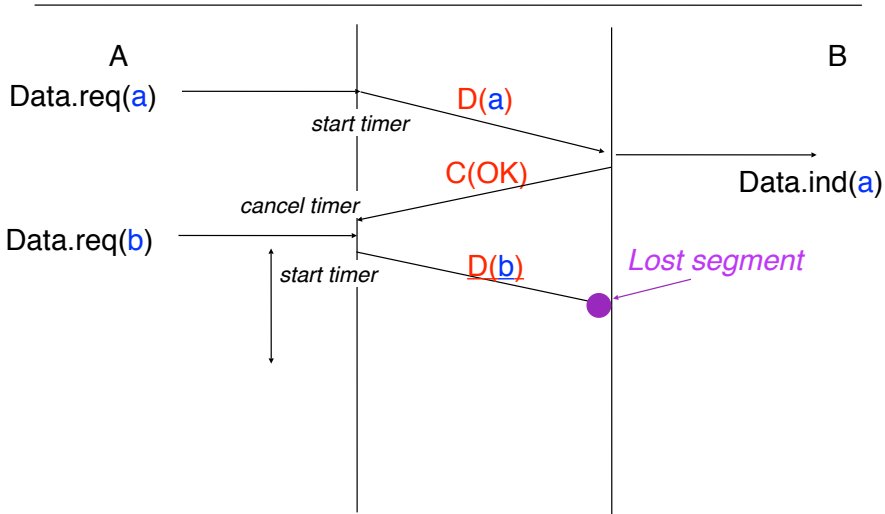 A
B
Data.req(a)
D(a)
start timer
C(OK)
Data.ind(a)
cancel timer
Data.req(b)
start timer
D(b)
Lost segment